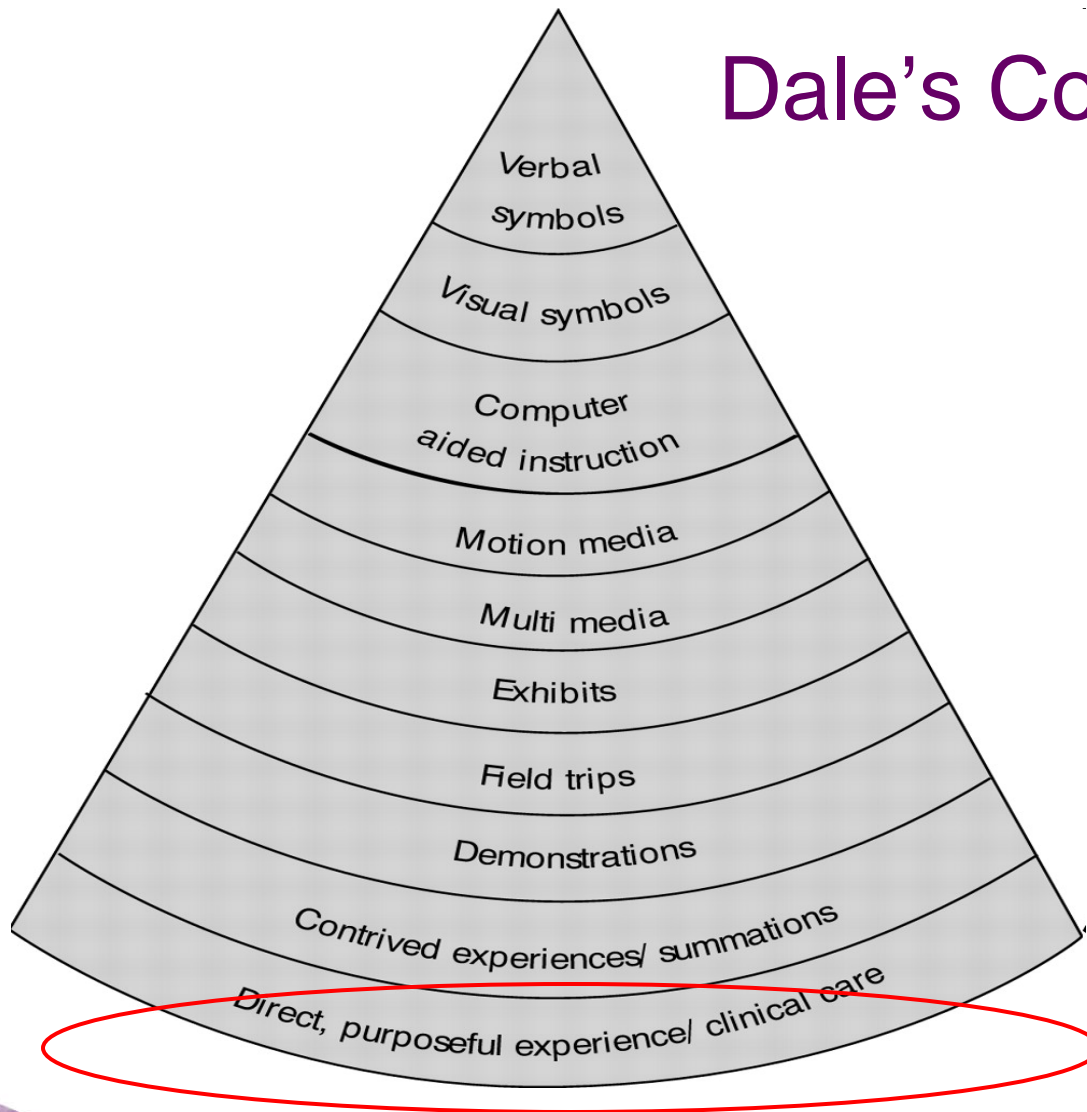 Dale's Co
Verbal
symbols
Visual symbols
Computer
aided instruction
Motion media
Multi media
Exhibits
Field trips
Demonstrations
Contrived experiences/ summations
Direct, purposeful experience/ clinical care